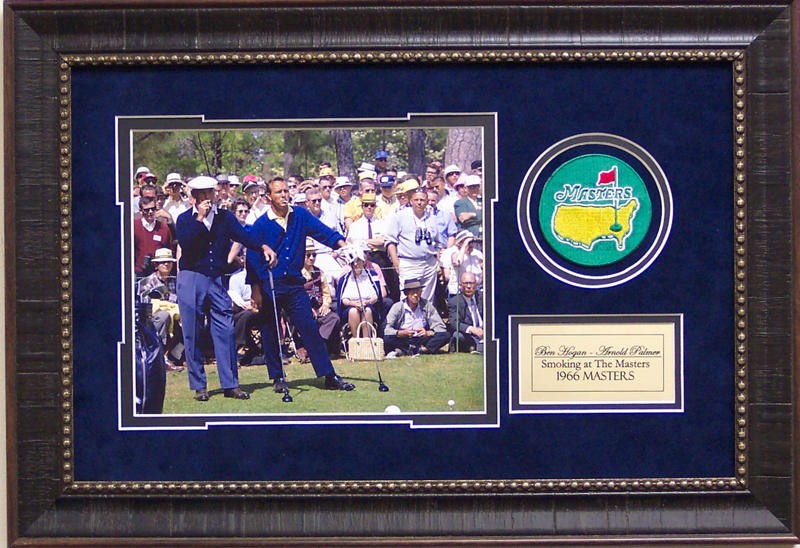 Masters
Ben Hogan - Arnold Palmer
Smoking at The Masters
1966 MASTERS